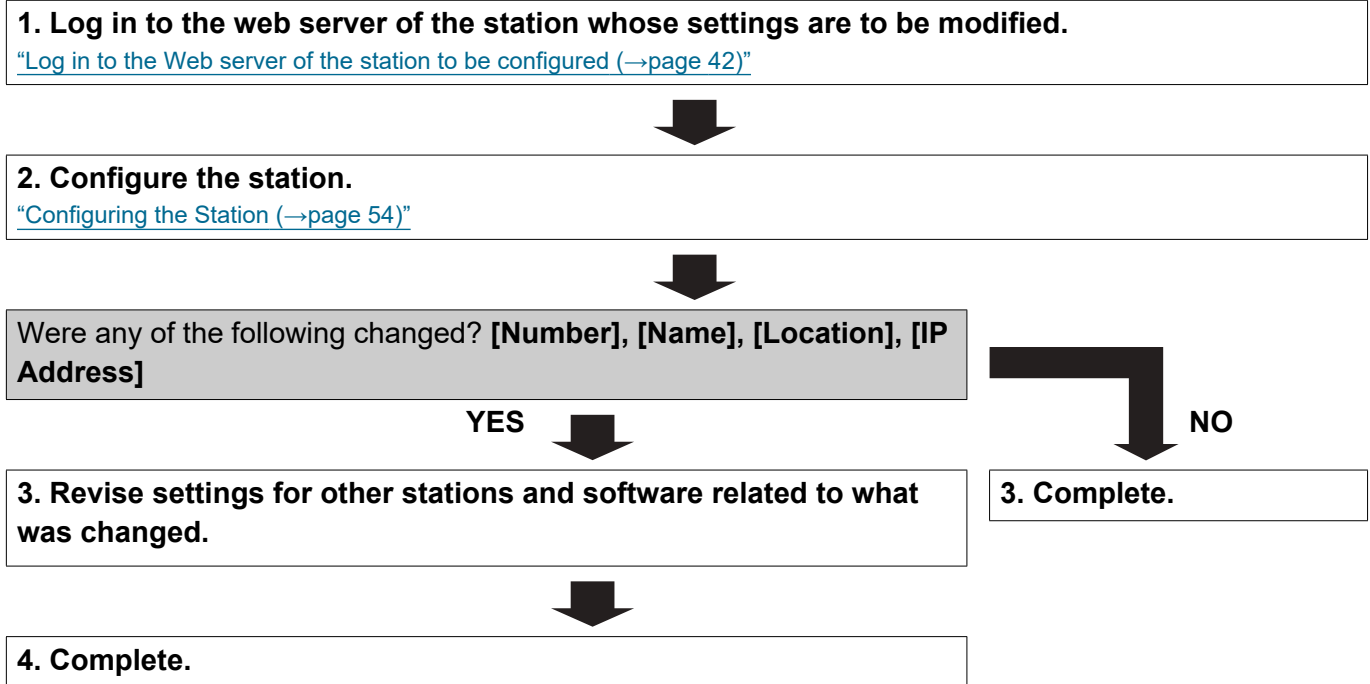 1. Log in to the web server of the station whose settings are to be modified.
“Log in to the Web server of the station to be configured (→page 42)”
2. Configure the station.
“Configuring the Station (→page 54)”
Were any of the following changed? [Number], [Name], [Location], [IP
Address]
YES
NO
3. Revise settings for other stations and software related to what
was changed.
3. Complete.
4. Complete.